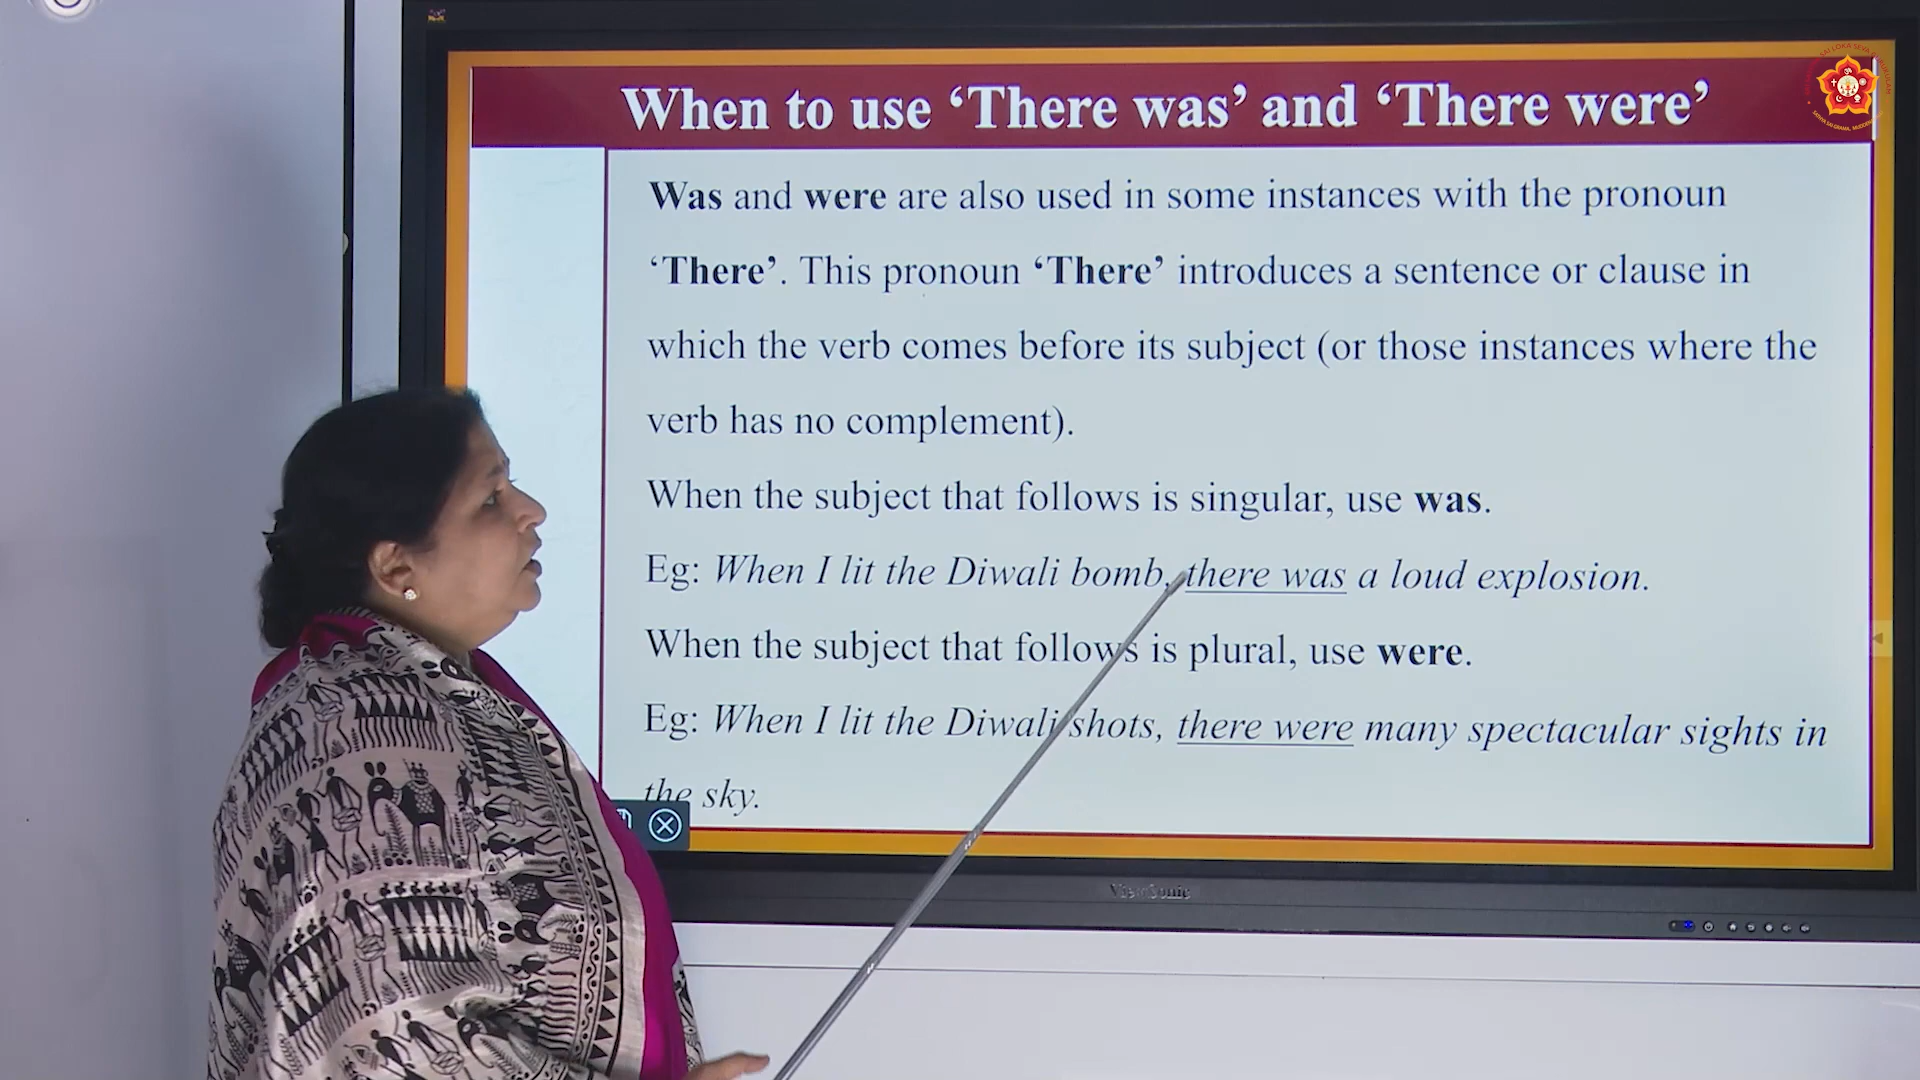 When to use ‘There was’ and ‘There were’
Was and were are also used in some instances with the pronoun
‘There’. This pronoun ‘There’ introduces a sentence or clause in
which the verb comes before its subject (or those instances where the
verb has no complement).
When the subject that follows is singular, use was.
Eg: When I lit the Diwali bomb, there was a loud explosion.
When the subject that follows is plural, use were.
Eg: When I lit the Diwali shots, there were many spectacular sights in
the sky.
ViewSonic